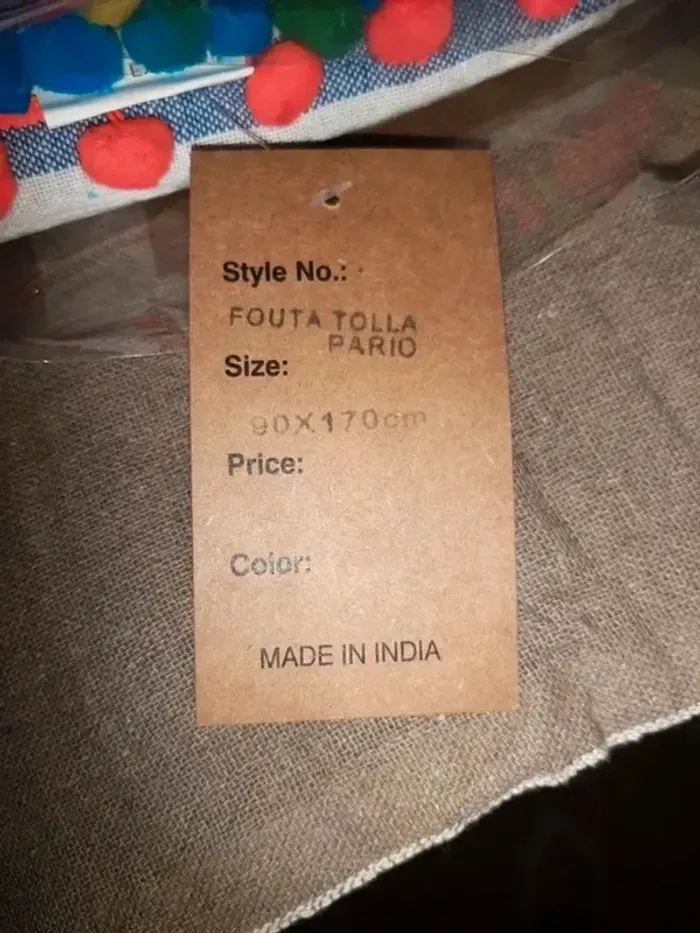 Style No.:
FOUTA TOLLA
PARIO
Size:
90X170cm
Price:
Color:
MADE IN INDIA